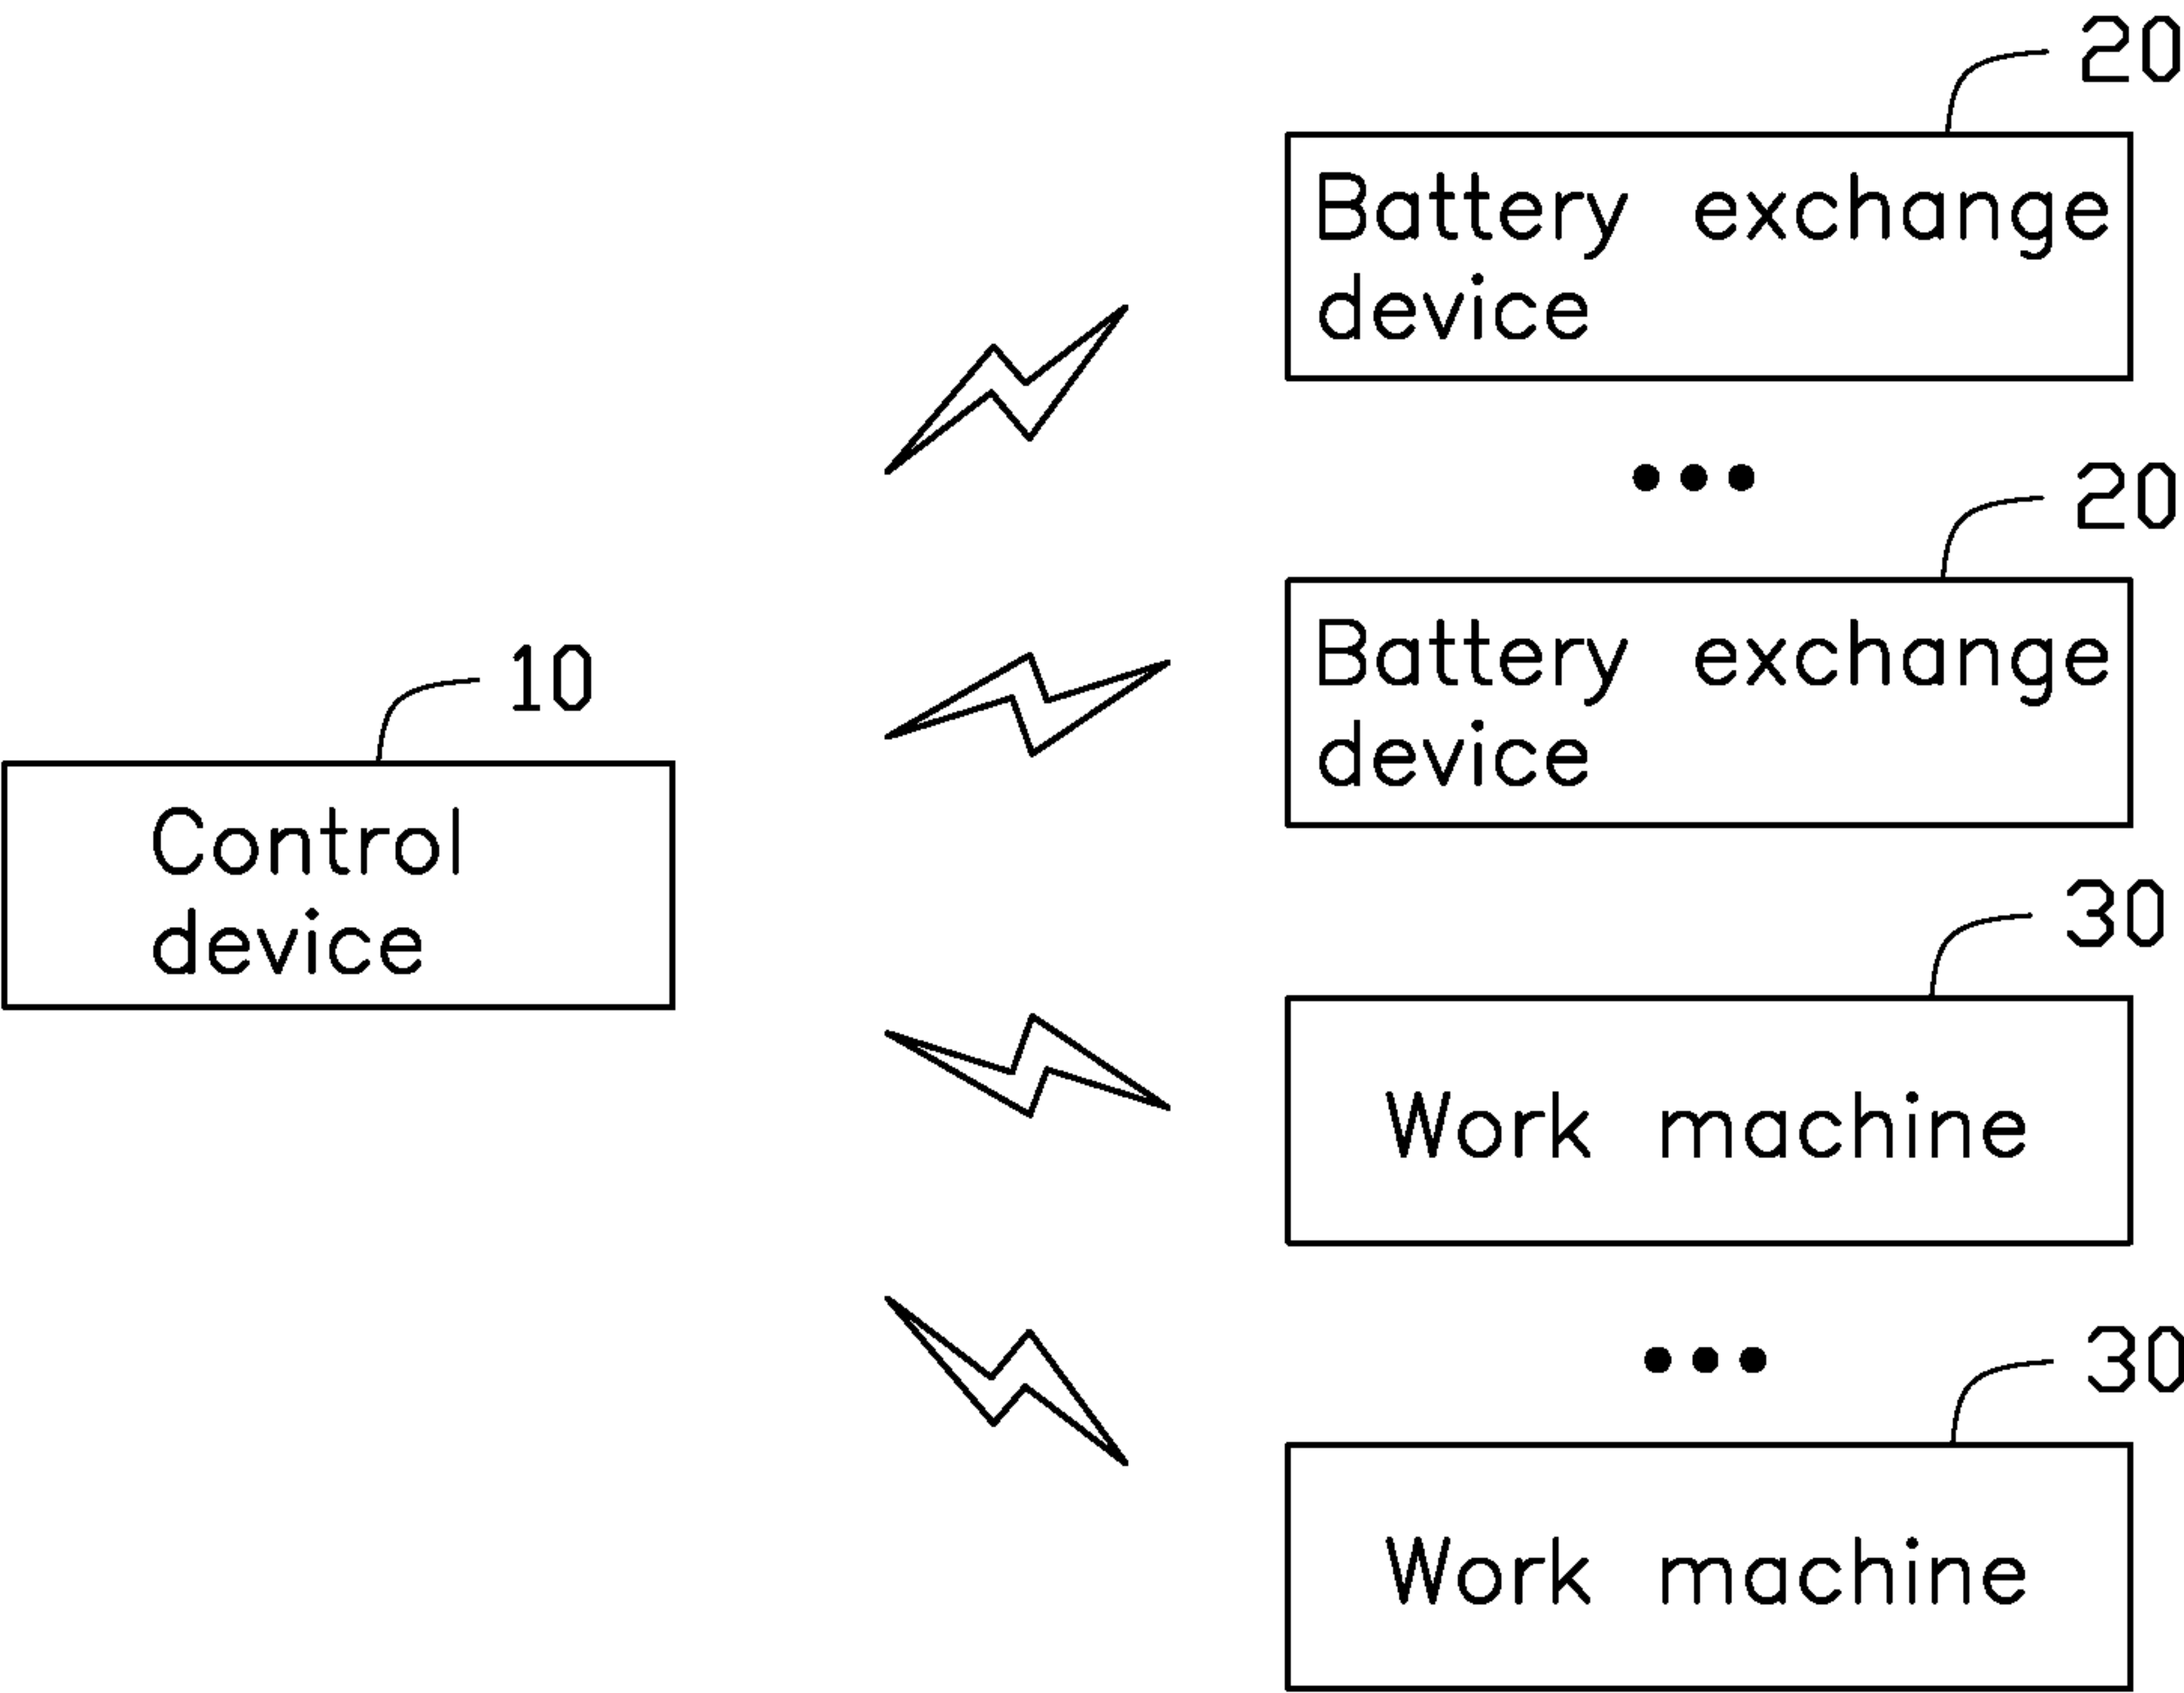 20
Battery exchange
device
20
Battery exchange
device
10
Control
device
30
Work machine
30
Work machine